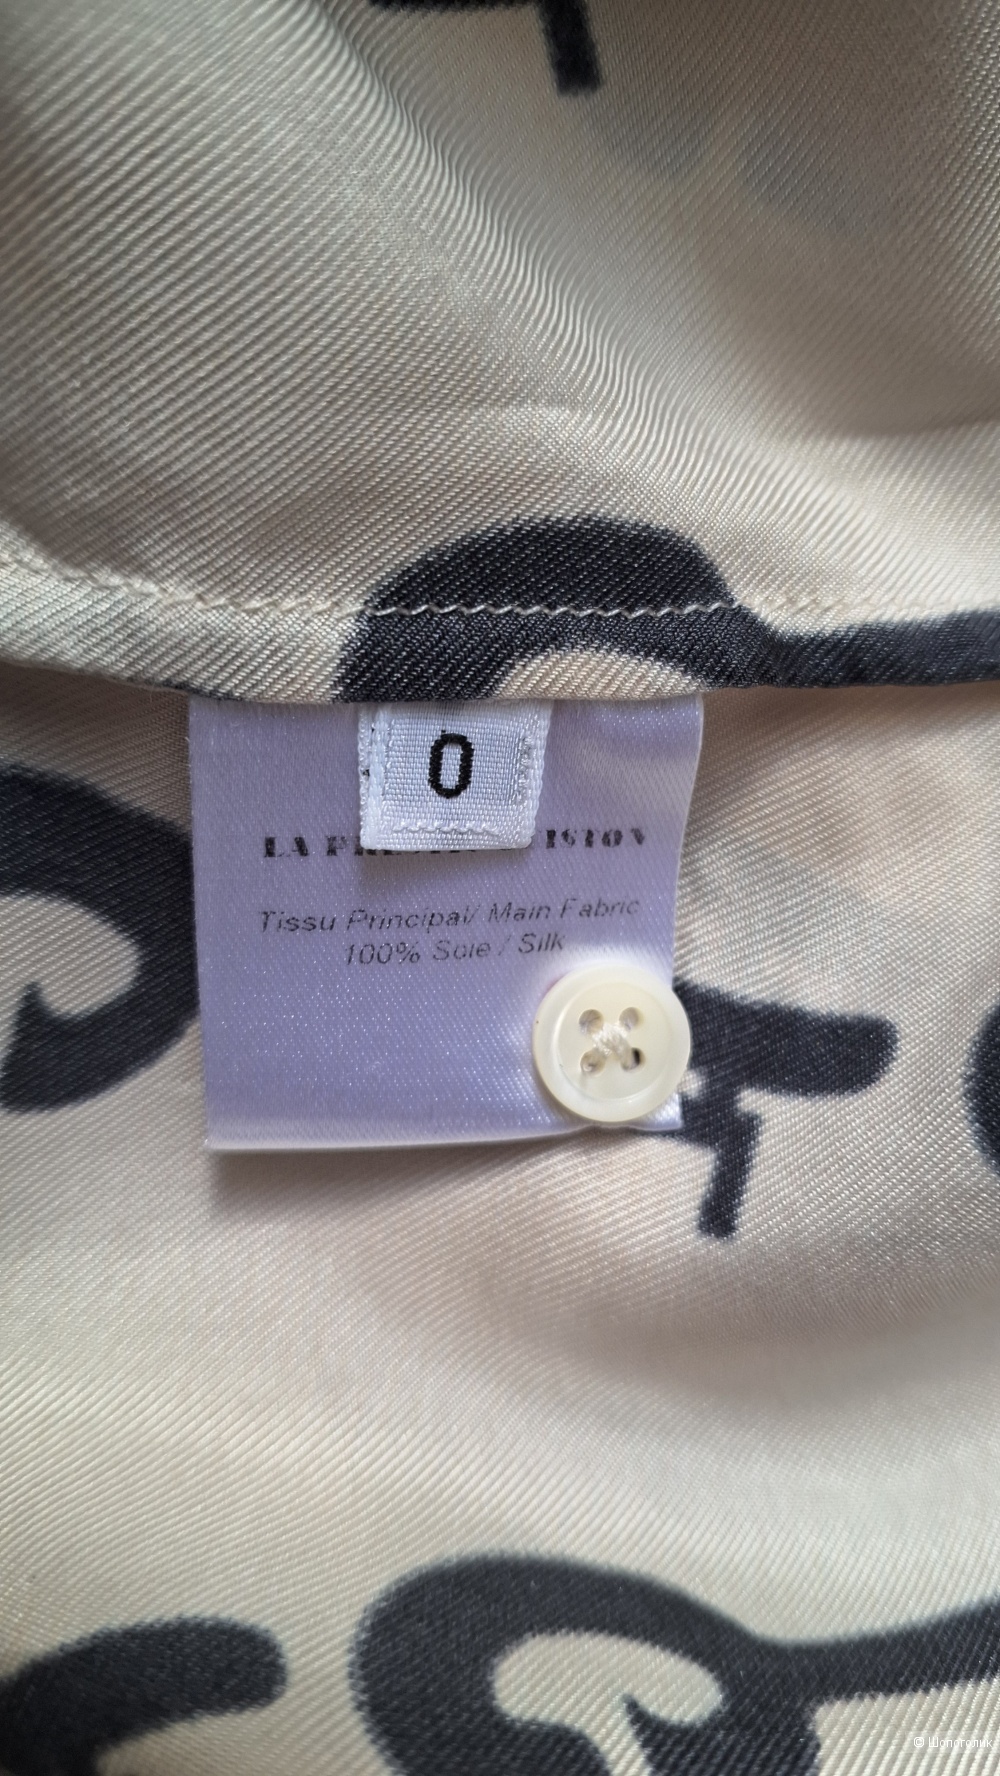 0
LA
Tissu Principal/ Main Fabric
100% Soie / Silk
© Шопоголик